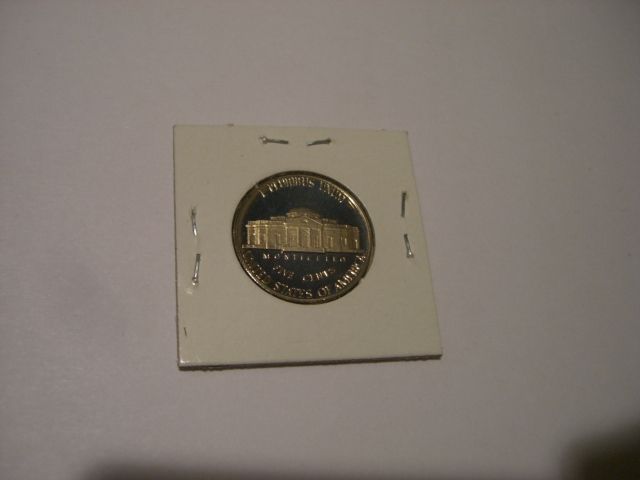 E PLURIBUS UNUM
MONTICELLO
FIVE CENTS
UNITED STATES OF AMERICA